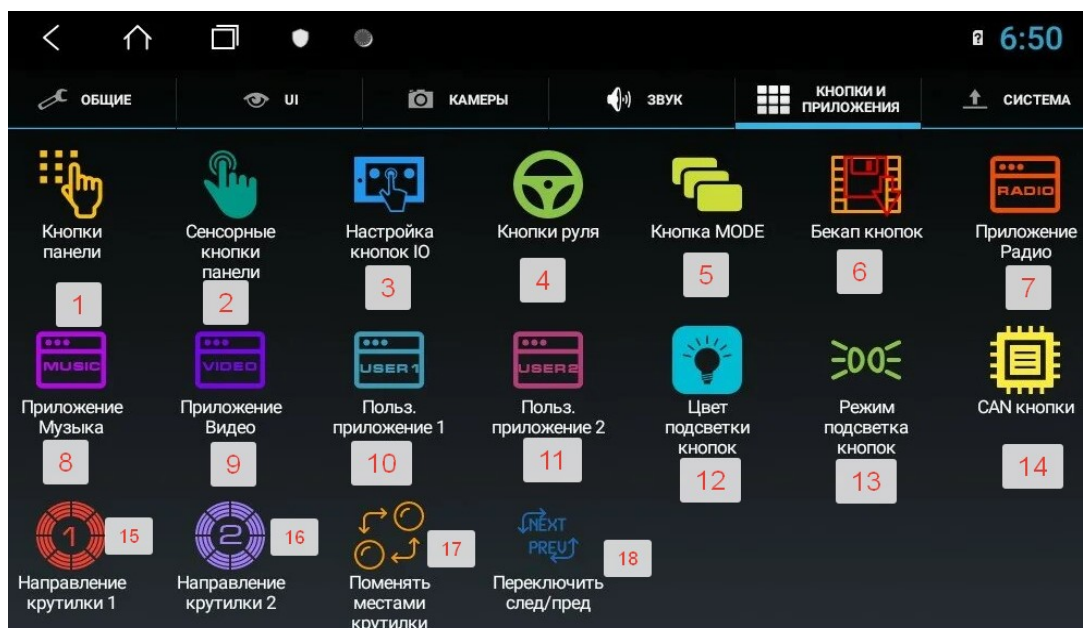 6:50
ОБЩИЕ
UI
КАМЕРЫ
ЗВУК
КНОПКИ И
ПРИЛОЖЕНИЯ
СИСТЕМА
Кнопки
панели
1
Сенсорные
кнопки
панели
2
Настройка
кнопок IO
3
Кнопки руля
4
Кнопка MODE
5
Бекап кнопок
6
RADIO
Приложение
Радио
7
MUSIC
Приложение
Музыка
8
VIDEO
Приложение
Видео
9
USER 1
Польз.
приложение 1
10
USER2
Польз.
приложение 2
11
Цвет
подсветки
кнопок
12
Режим
подсветка
кнопок
13
CAN кнопки
14
1
15
Направление
крутилки 1
2
16
Направление
крутилки 2
17
Поменять
местами
крутилки
NEXT
PREV
18
Переключить
след/пред